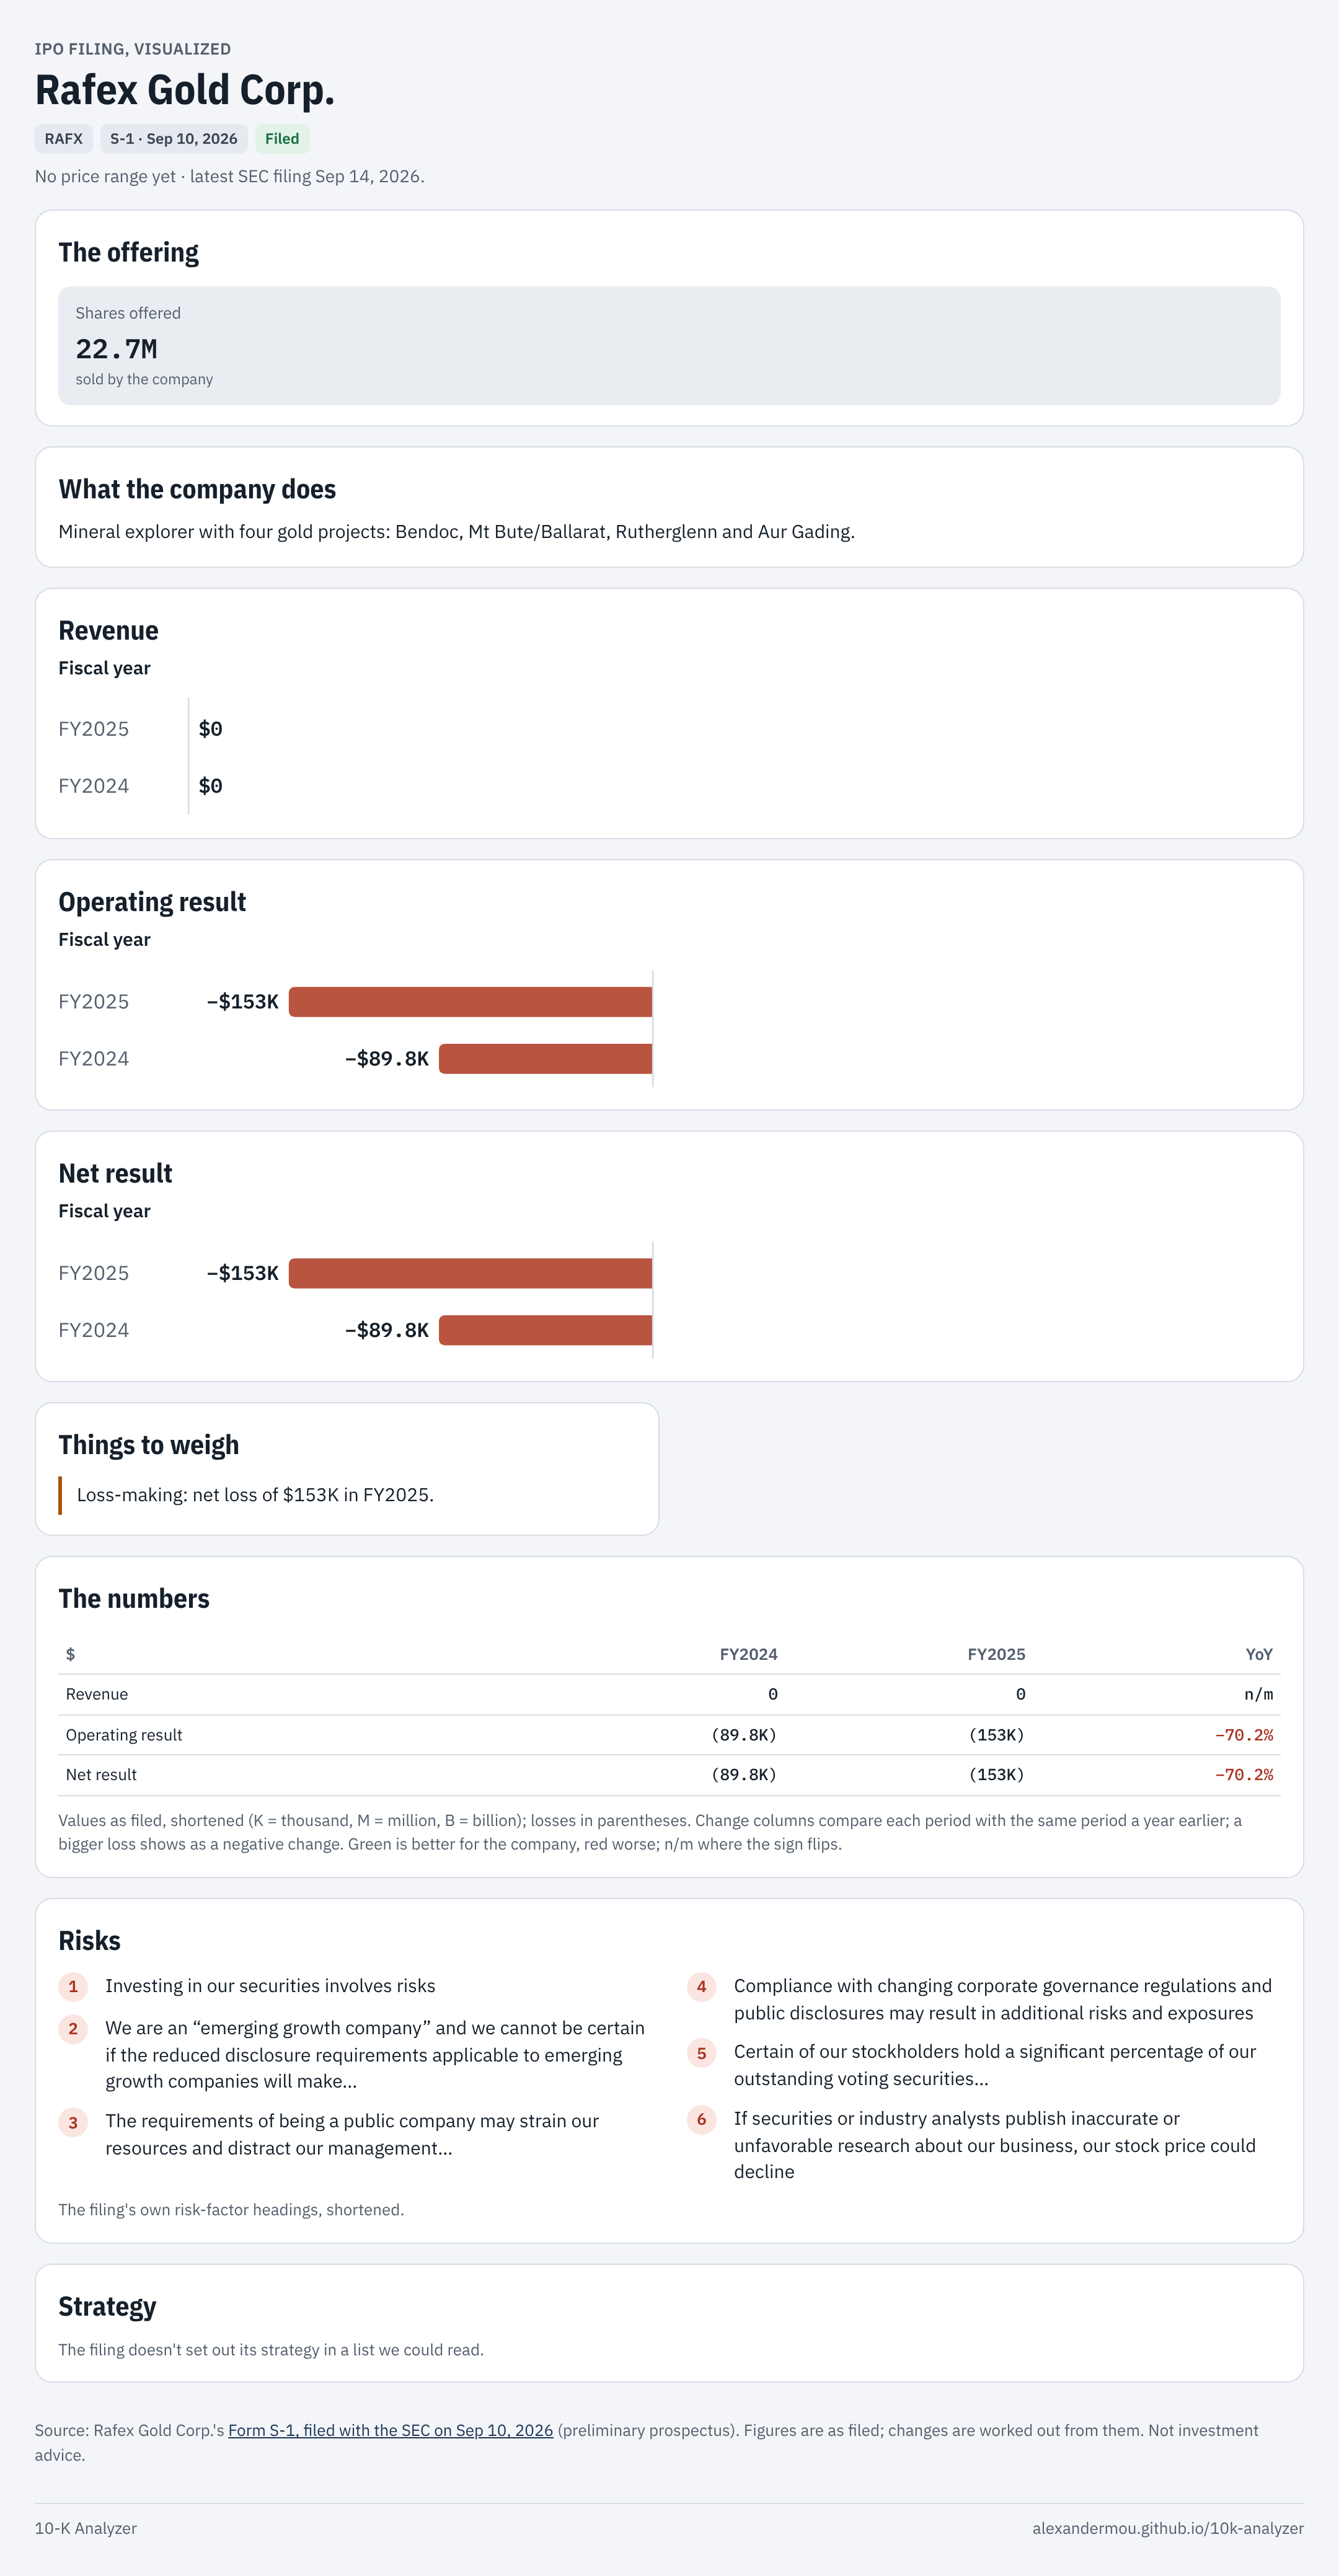 IPO FILING, VISUALIZED
Rafex Gold Corp.
RAFX S-1 · Sep 10, 2026 Filed
No price range yet · latest SEC filing Sep 14, 2026.
The offering
Shares offered
22.7M
sold by the company
What the company does
Mineral explorer with four gold projects: Bendoc, Mt Bute/Ballarat, Rutherglenn and Aur Gading.
Revenue
Fiscal year
FY2025 $0
FY2024 $0
Operating result
Fiscal year
FY2025 −$153K
FY2024 −$89.8K
Net result
Fiscal year
FY2025 −$153K
FY2024 −$89.8K
Things to weigh
Loss-making: net loss of $153K in FY2025.
The numbers
$ FY2024 FY2025 YoY
Revenue 0 0 n/m
Operating result (89.8K) (153K) −70.2%
Net result (89.8K) (153K) −70.2%
Values as filed, shortened (K = thousand, M = million, B = billion); losses in parentheses. Change columns compare each period with the same period a year earlier; a
bigger loss shows as a negative change. Green is better for the company, red worse; n/m where the sign flips.
Risks
1 Investing in our securities involves risks
2 We are an “emerging growth company” and we cannot be certain
if the reduced disclosure requirements applicable to emerging
growth companies will make…
3 The requirements of being a public company may strain our
resources and distract our management…
4 Compliance with changing corporate governance regulations and
public disclosures may result in additional risks and exposures
5 Certain of our stockholders hold a significant percentage of our
outstanding voting securities…
6 If securities or industry analysts publish inaccurate or
unfavorable research about our business, our stock price could
decline
The filing's own risk-factor headings, shortened.
Strategy
The filing doesn't set out its strategy in a list we could read.
Source: Rafex Gold Corp.'s Form S-1, filed with the SEC on Sep 10, 2026 (preliminary prospectus). Figures are as filed; changes are worked out from them. Not investment
advice.
10-K Analyzer alexandermou.github.io/10k-analyzer